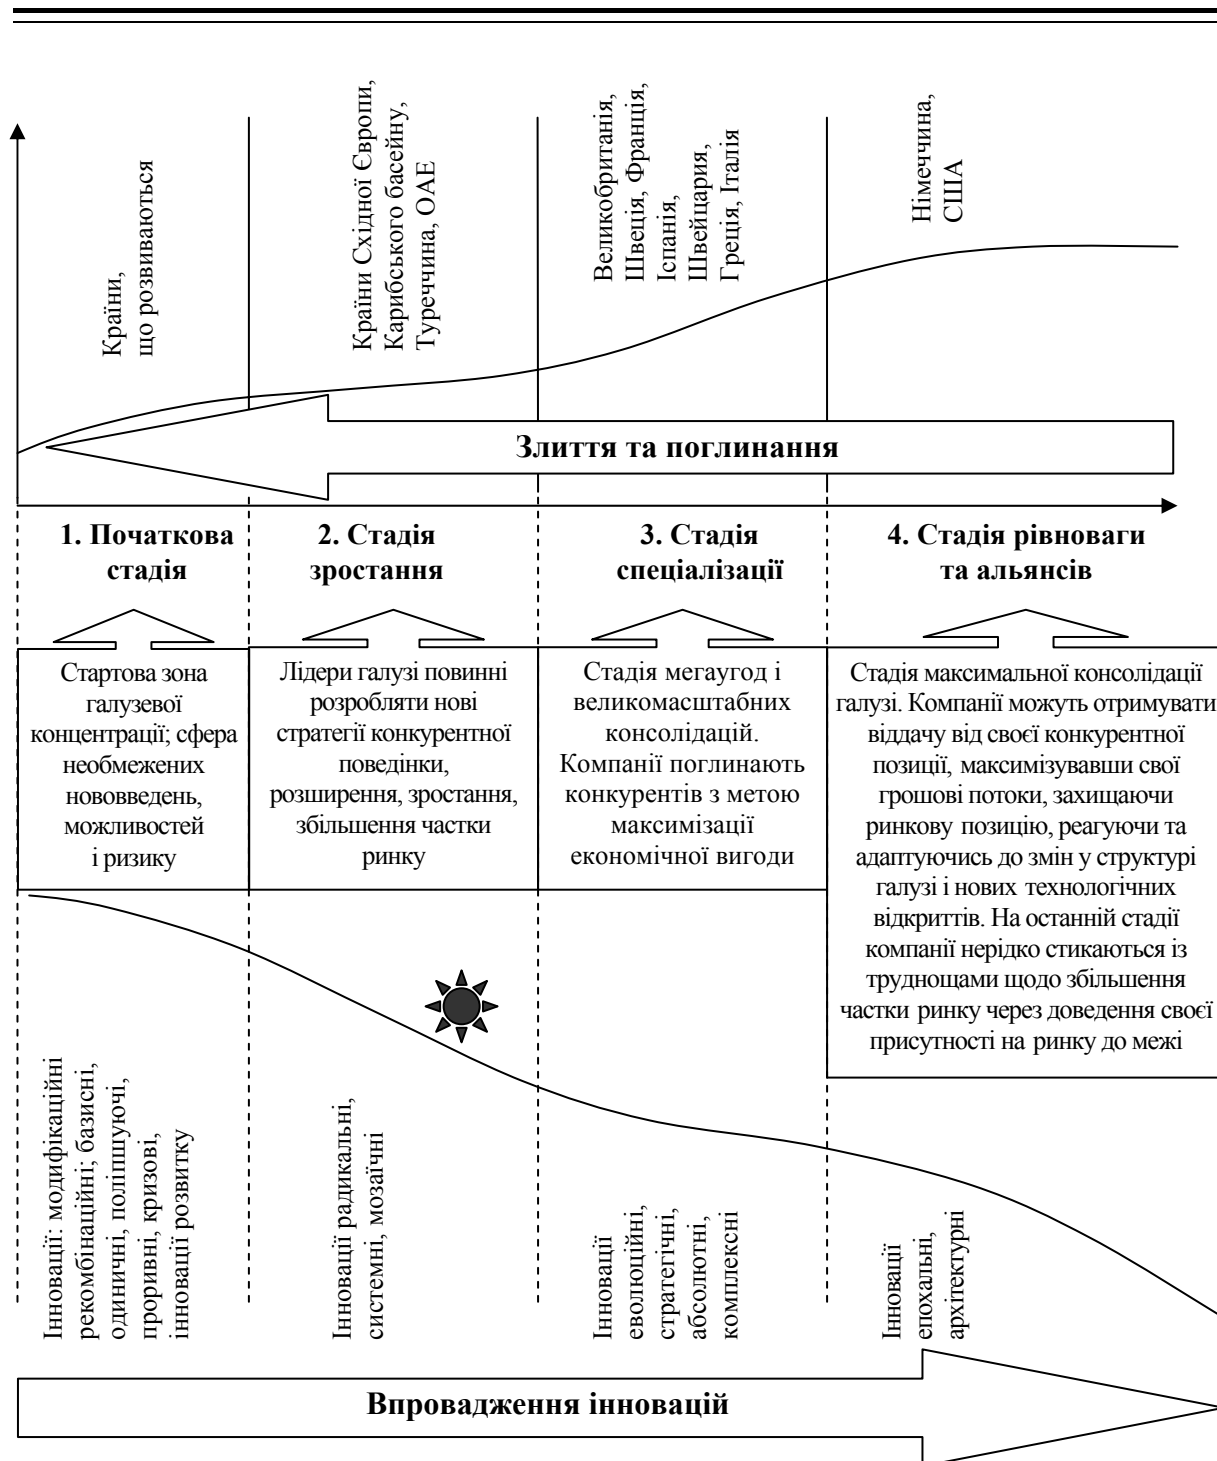 Країни,
що розвиваються
Країни Східної Європи,
Карибського басейну,
Туреччина, ОАЕ
Великобританія,
Швеція, Франція,
Іспанія,
Швейцария,
Греція, Італія
Німеччина,
США
Злиття та поглинання
1. Початкова
стадія
2. Стадія
зростання
3. Стадія
спеціалізації
4. Стадія рівноваги
та альянсів
Стартова зона
галузевої
концентрації; сфера
необмежених
нововведень,
можливостей
і ризику
Лідери галузі повинні
розробляти нові
стратегії конкурентної
поведінки,
розширення, зростання,
збільшення частки
ринку
Стадія мегаугод і
великомасштабних
консолідацій.
Компанії поглинають
конкурентів з метою
максимізації
економічної вигоди
Стадія максимальної консолідації
галузі. Компанії можуть отримувати
віддачу від своєї конкурентної
позиції, максимізувавши свої
грошові потоки, захищаючи
ринкову позицію, реагуючи та
адаптуючись до змін у структурі
галузі і нових технологічних
відкриттів. На останній стадії
компанії нерідко стикаються із
труднощами щодо збільшення
частки ринку через доведення своєї
присутності на ринку до межі
Інновації: модифікаційні
рекомбінаційні; базисні,
одиничні, поліпшуючі,
проривні, кризові,
інновації розвитку
Інновації радикальні,
системні, мозаїчні
Інновації
еволюційні,
стратегічні,
абсолютні,
комплексні
Інновації
епохальні,
архітектурні
Впровадження інновацій